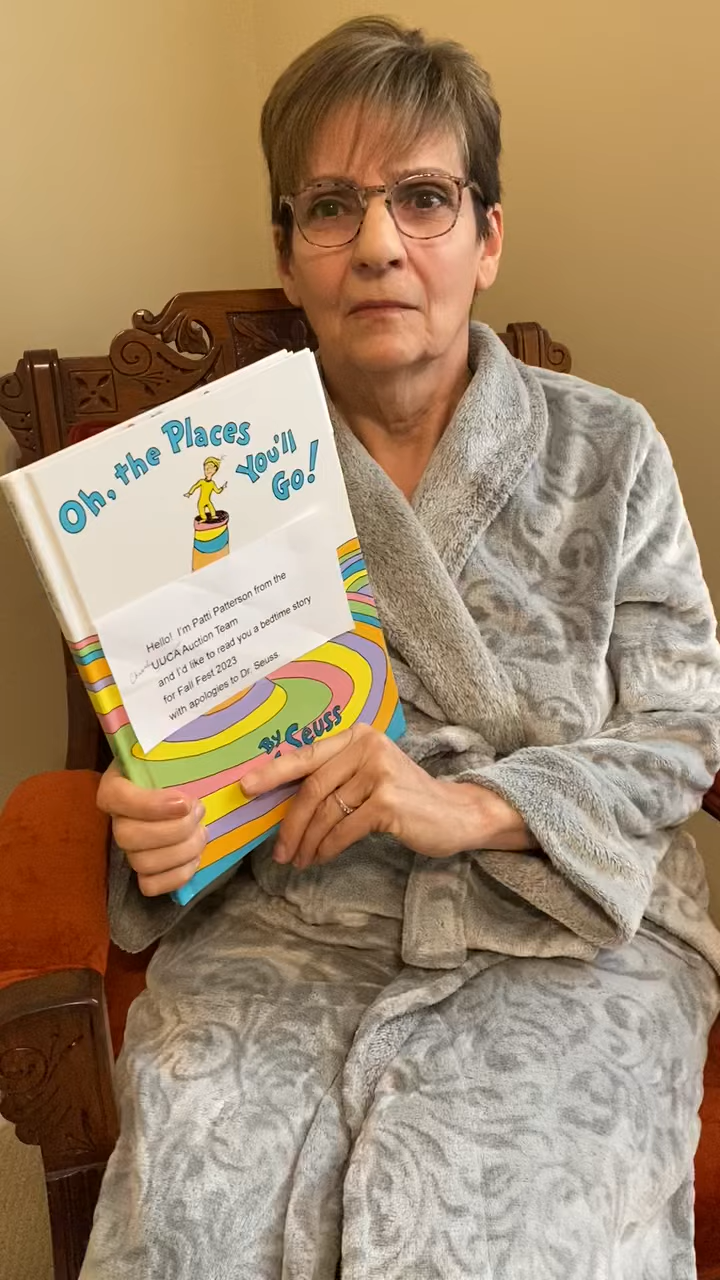 Oh, the Places
You'll
Go!
Hello! I'm Patti Patterson from the
UUCA Auction Team
and I'd like to read you a bedtime story
for Fall Fest 2023
with apologies to Dr. Seuss.
By
Seuss